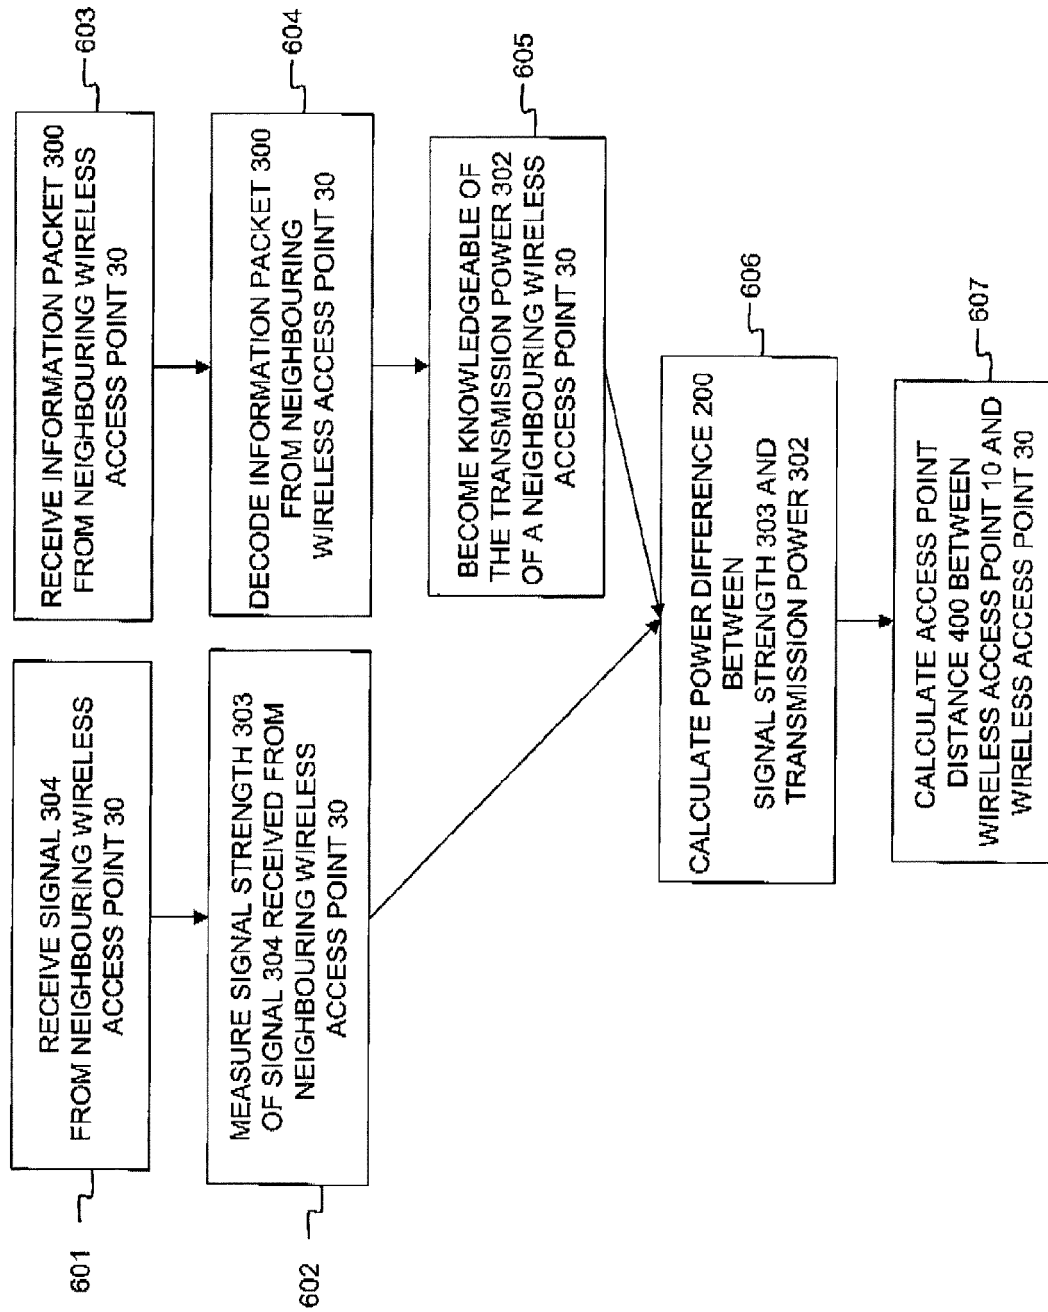 601
RECEIVE SIGNAL 304
FROM NEIGHBOURING WIRELESS
ACCESS POINT 30
602
MEASURE SIGNAL STRENGTH 303
OF SIGNAL 304 RECEIVED FROM
NEIGHBOURING WIRELESS
ACCESS POINT 30
RECEIVE INFORMATION PACKET 300
FROM NEIGHBOURING WIRELESS
ACCESS POINT 30
603
DECODE INFORMATION PACKET 300
FROM NEIGHBOURING
WIRELESS ACCESS POINT 30
604
BECOME KNOWLEDGEABLE OF
THE TRANSMISSION POWER 302
OF A NEIGHBOURING WIRELESS
ACCESS POINT 30
605
CALCULATE POWER DIFFERENCE 200
BETWEEN
SIGNAL STRENGTH 303 AND
TRANSMISSION POWER 302
606
CALCULATE ACCESS POINT
DISTANCE 400 BETWEEN
WIRELESS ACCESS POINT 10 AND
WIRELESS ACCESS POINT 30
607